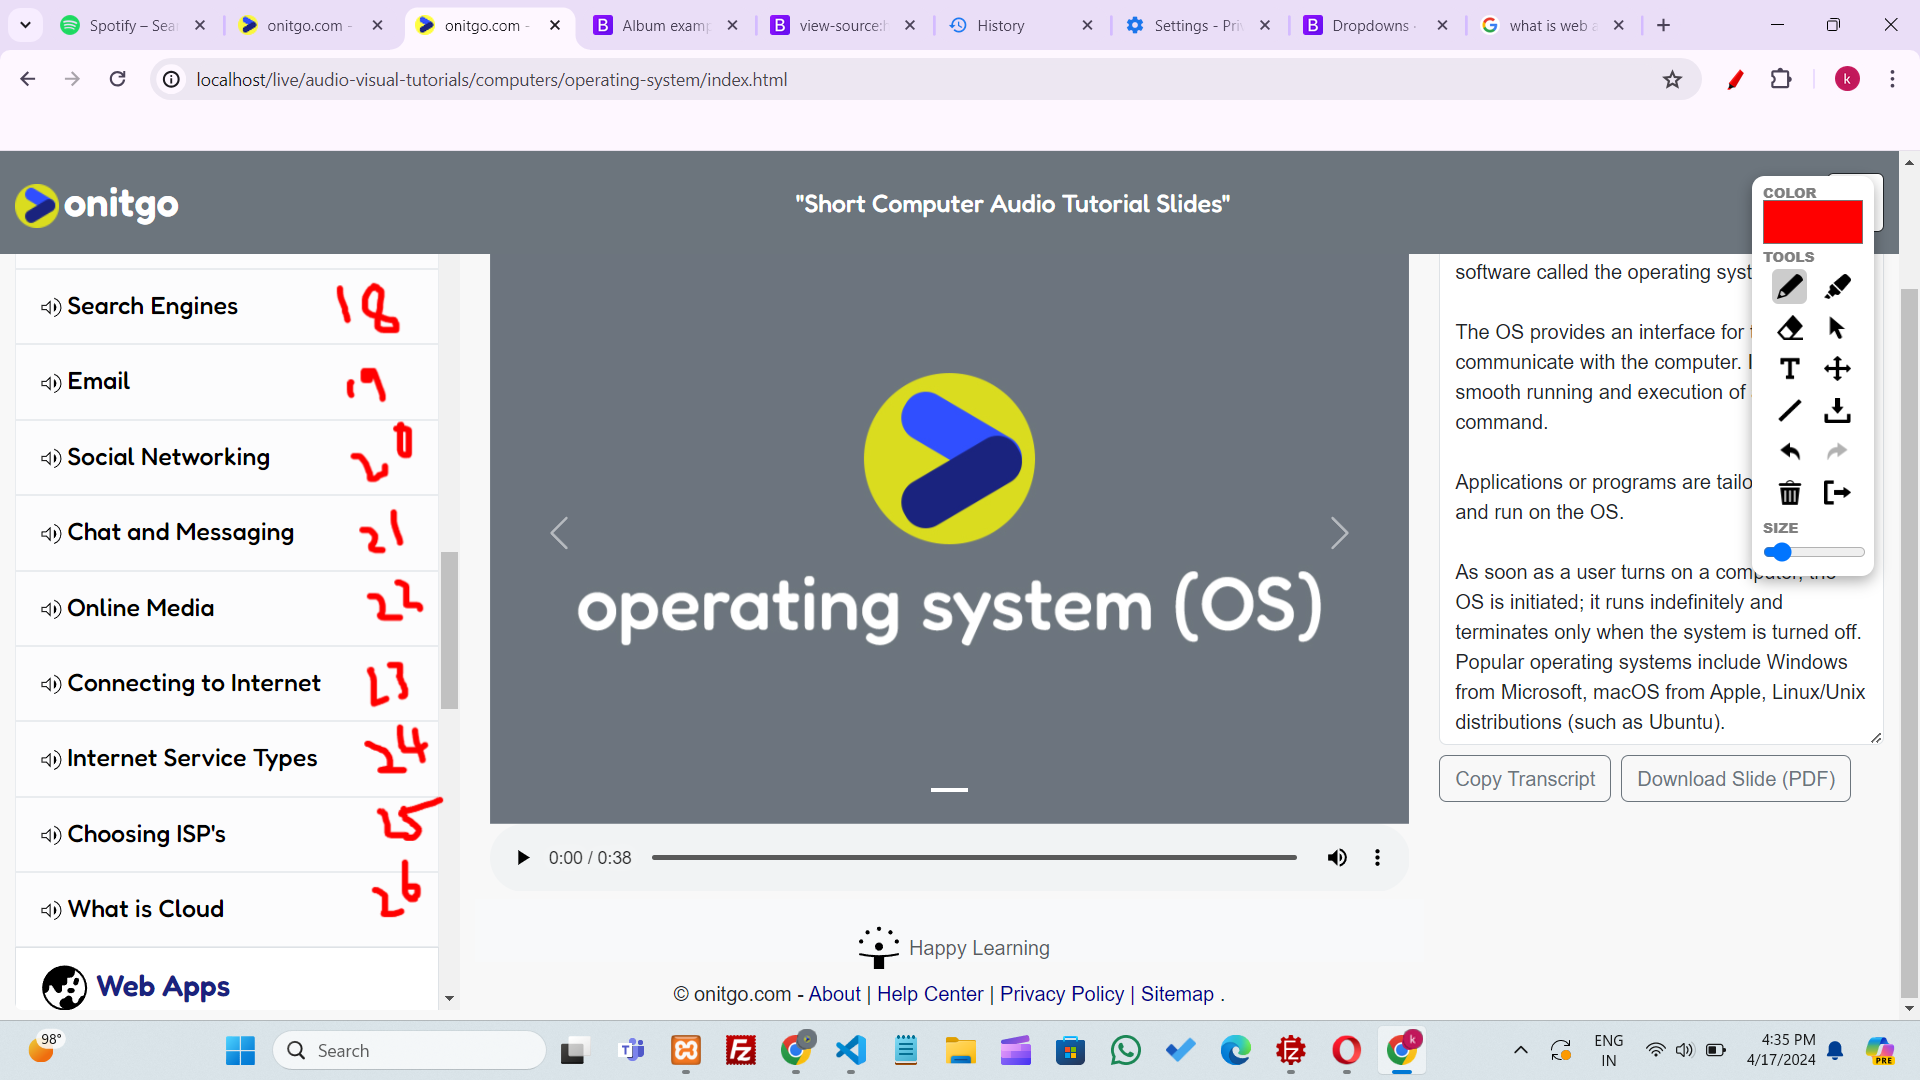 Spotify – Sear
onitgo.com -
onitgo.com -
Album examp
view-source:h
History
Settings - Pri
Dropdowns ·
what is web a
localhost/live/audio-visual-tutorials/computers/operating-system/index.html
k
onitgo
"Short Computer Audio Tutorial Slides"
Search Engines 18
Email 19
Social Networking 20
Chat and Messaging 21
Online Media 22
Connecting to Internet 23
Internet Service Types 24
Choosing ISP's 25
What is Cloud 26
Web Apps
operating system (OS)
0:00 / 0:38
software called the operating syst
The OS provides an interface for
communicate with the computer.
smooth running and execution of
command.
Applications or programs are tailo
and run on the OS.
As soon as a user turns on a computer, the
OS is initiated; it runs indefinitely and
terminates only when the system is turned off.
Popular operating systems include Windows
from Microsoft, macOS from Apple, Linux/Unix
distributions (such as Ubuntu).
Copy Transcript
Download Slide (PDF)
COLOR
TOOLS
SIZE
Happy Learning
© onitgo.com - About | Help Center | Privacy Policy | Sitemap .
98°
Search
ENG
IN
4:35 PM
4/17/2024
PRE